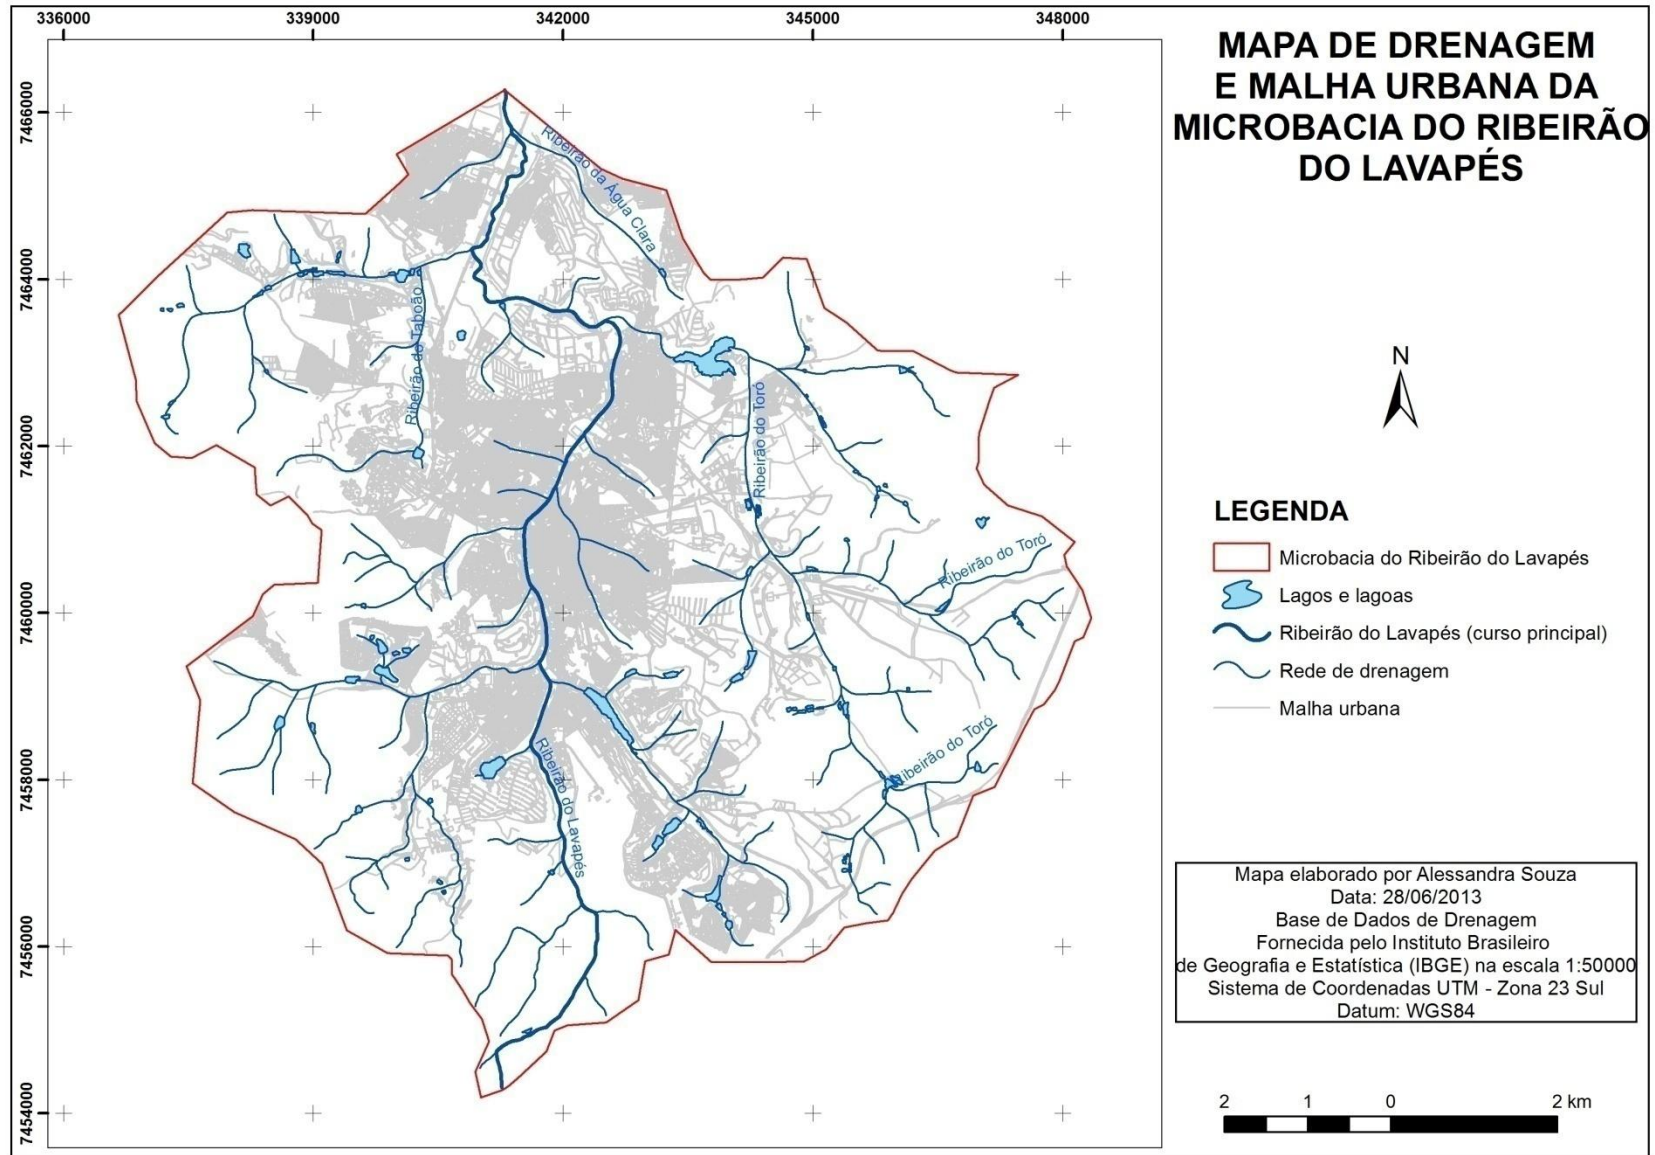 336000
339000
342000
345000
348000
MAPA DE DRENAGEM
E MALHA URBANA DA
MICROBACIA DO RIBEIRÃO
DO LAVAPÉS
7466000
7464000
7462000
7460000
7458000
7456000
7454000
Ribeirão da Água Clara
Ribeirão do Taboão
Ribeirão do Toró
Ribeirão do Toró
Ribeirão do Toró
Ribeirão do Lavapés
N
LEGENDA
Microbacia do Ribeirão do Lavapés
Lagos e lagoas
Ribeirão do Lavapés (curso principal)
Rede de drenagem
Malha urbana
Mapa elaborado por Alessandra Souza
Data: 28/06/2013
Base de Dados de Drenagem
Fornecida pelo Instituto Brasileiro
de Geografia e Estatística (IBGE) na escala 1:50000
Sistema de Coordenadas UTM - Zona 23 Sul
Datum: WGS84
2 1 0 2 km